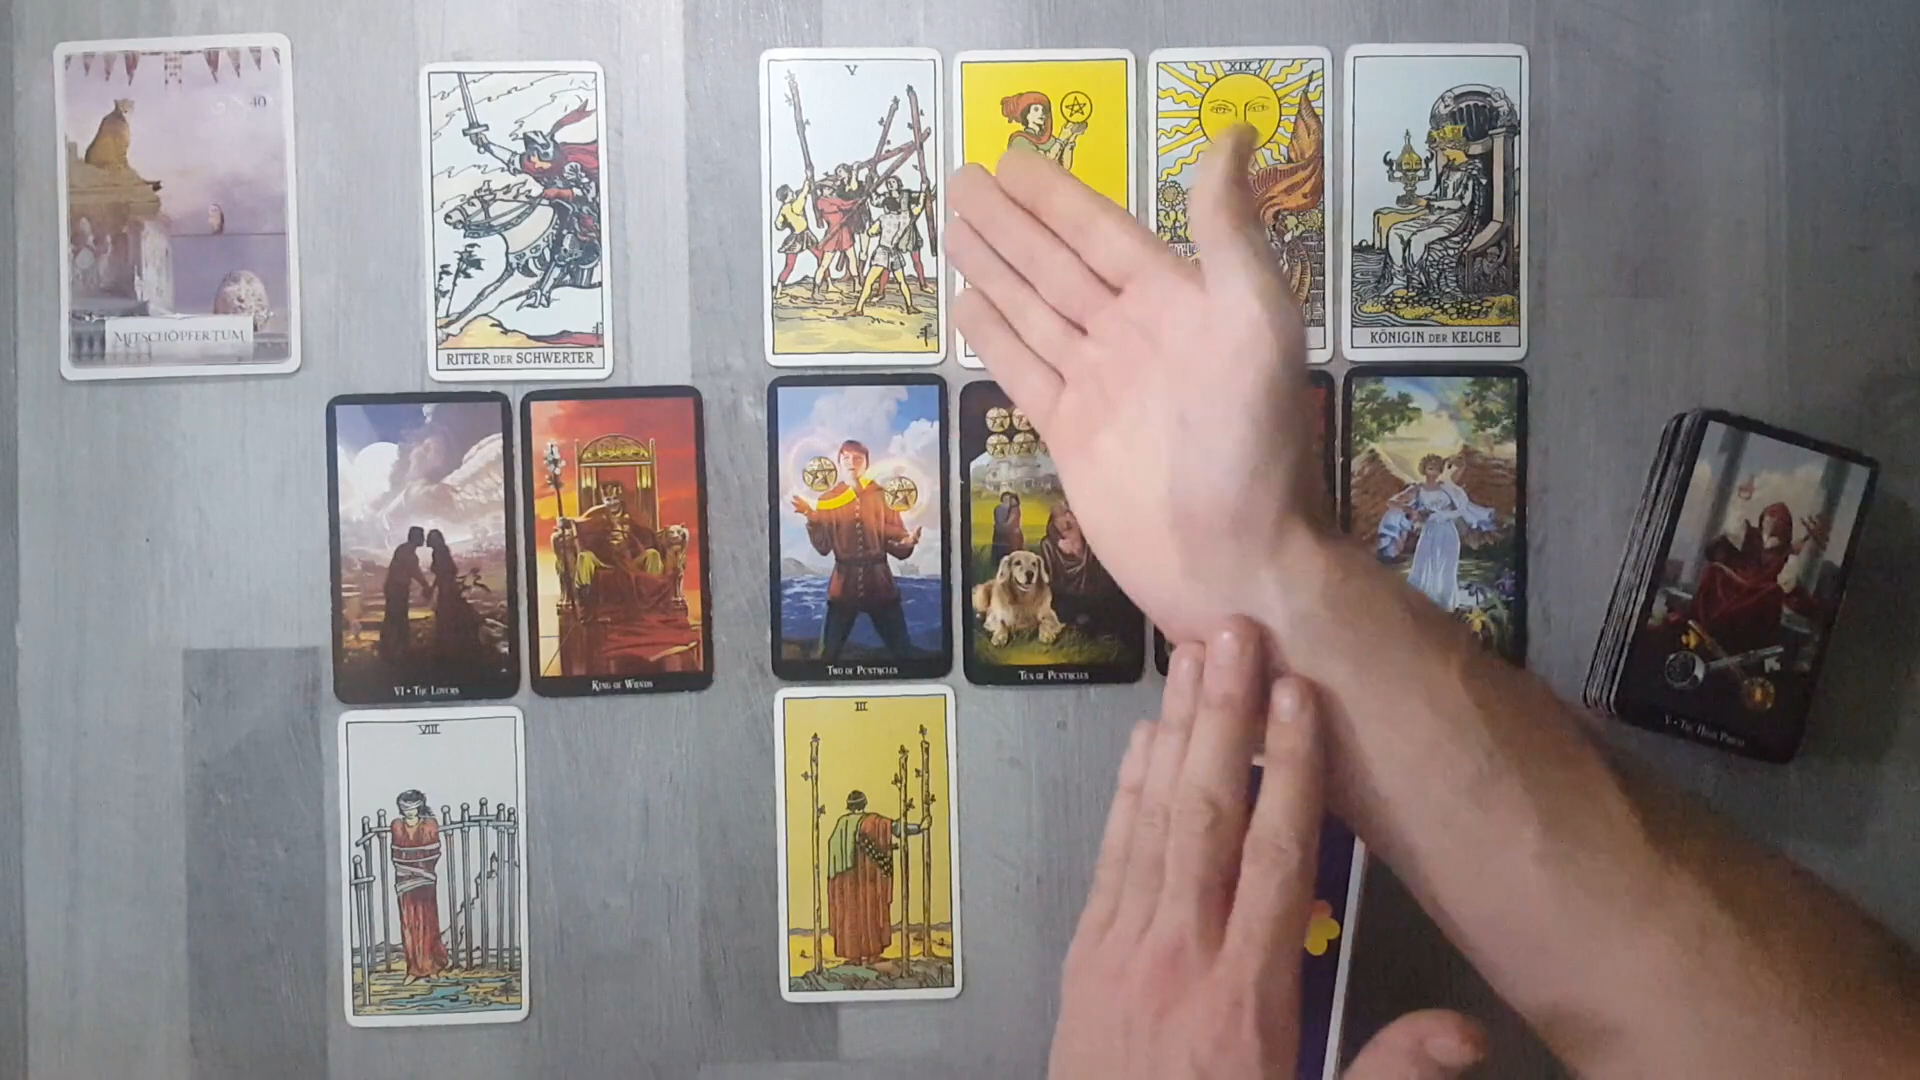 40
MITSCHÖPFERTUM
RITTER DER SCHWERTER
V
XIX
KÖNIGIN DER KELCHE
VI • THE LOVERS
KING OF WANDS
TWO OF PENTACLES
TEN OF PENTACLES
V • THE HIGH PRIEST
VIII
III